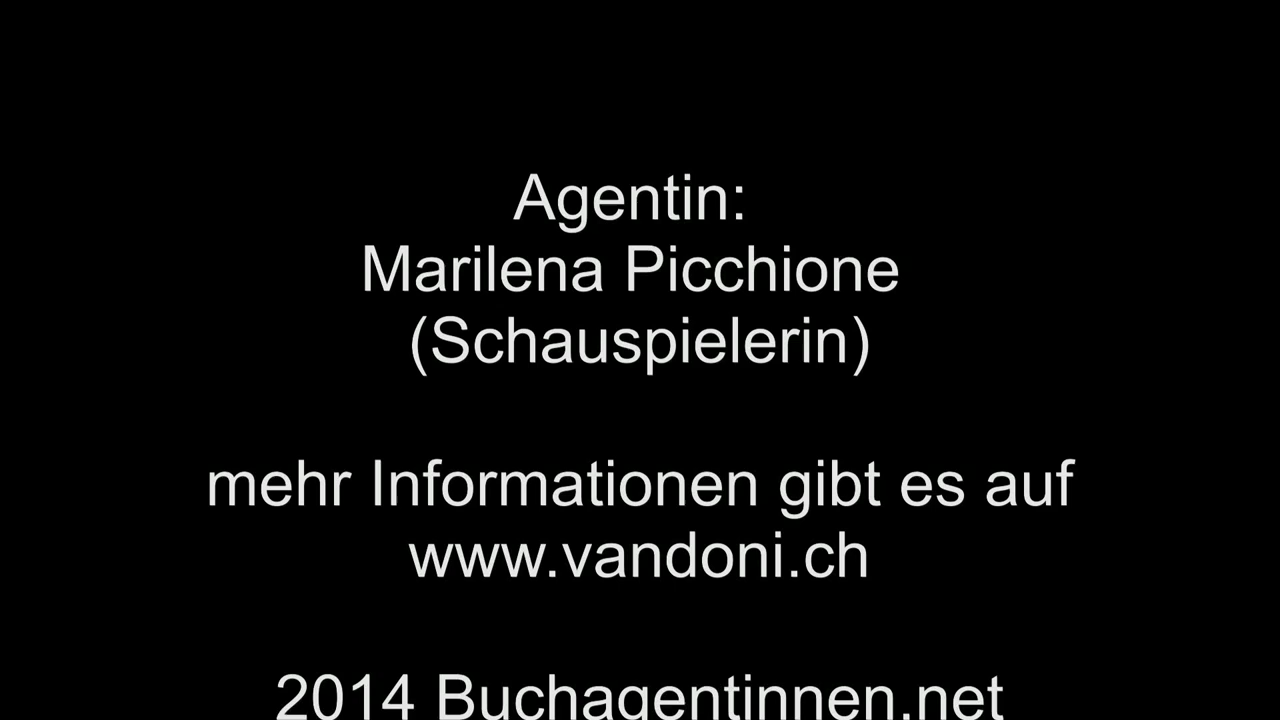 Agentin:
Marilena Picchione
(Schauspielerin)
mehr Informationen gibt es auf
www.vandoni.ch
2014 Buchagentinnen.net